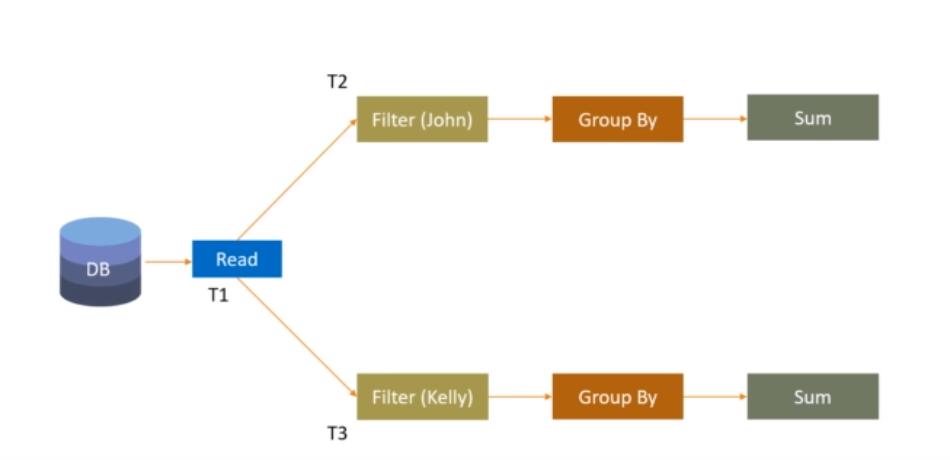 T2
Filter (John)
Group By
Sum
DB
Read
T1
Filter (Kelly)
Group By
Sum
T3